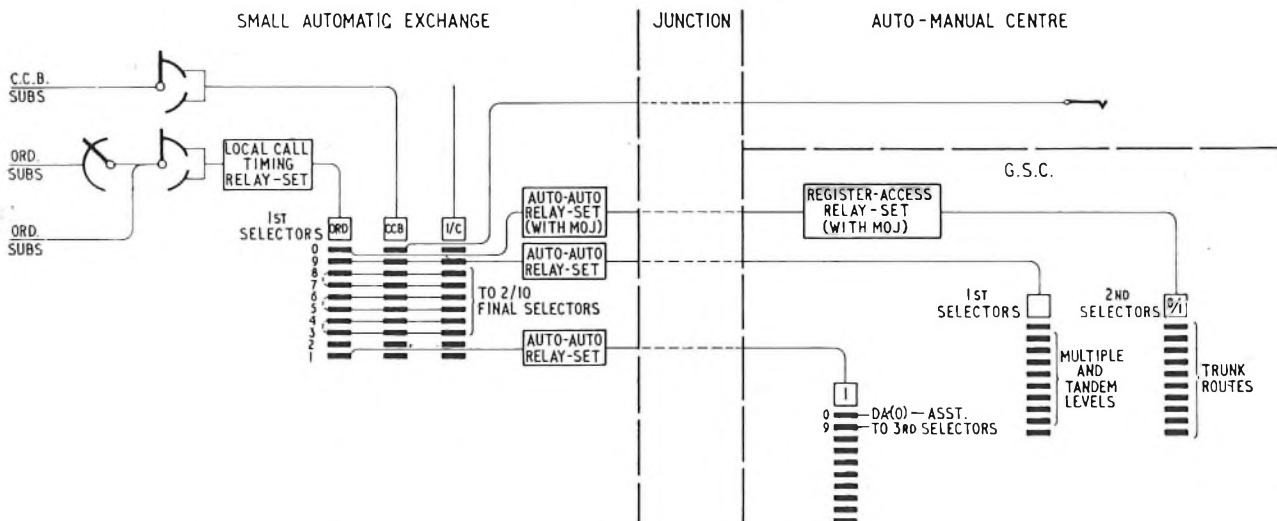 SMALL AUTOMATIC EXCHANGE
JUNCTION
AUTO-MANUAL CENTRE
C.C.B.
SUBS
ORD.
SUBS
ORD.
SUBS
LOCAL CALL
TIMING
RELAY-SET
1ST
SELECTORS
ORD
CCB
I/C
0
9
8
7
6
5
4
3
2
1
TO 2/10
FINAL SELECTORS
AUTO-AUTO
RELAY-SET
(WITH MOJ)
AUTO-AUTO
RELAY-SET
AUTO-AUTO
RELAY-SET
G.S.C.
REGISTER-ACCESS
RELAY-SET
(WITH MOJ)
1ST
SELECTORS
2ND
SELECTORS
0/1
MULTIPLE
AND
TANDEM
LEVELS
TRUNK
ROUTES
1
0 DA(0)—ASST.
9 TO 3RD SELECTORS